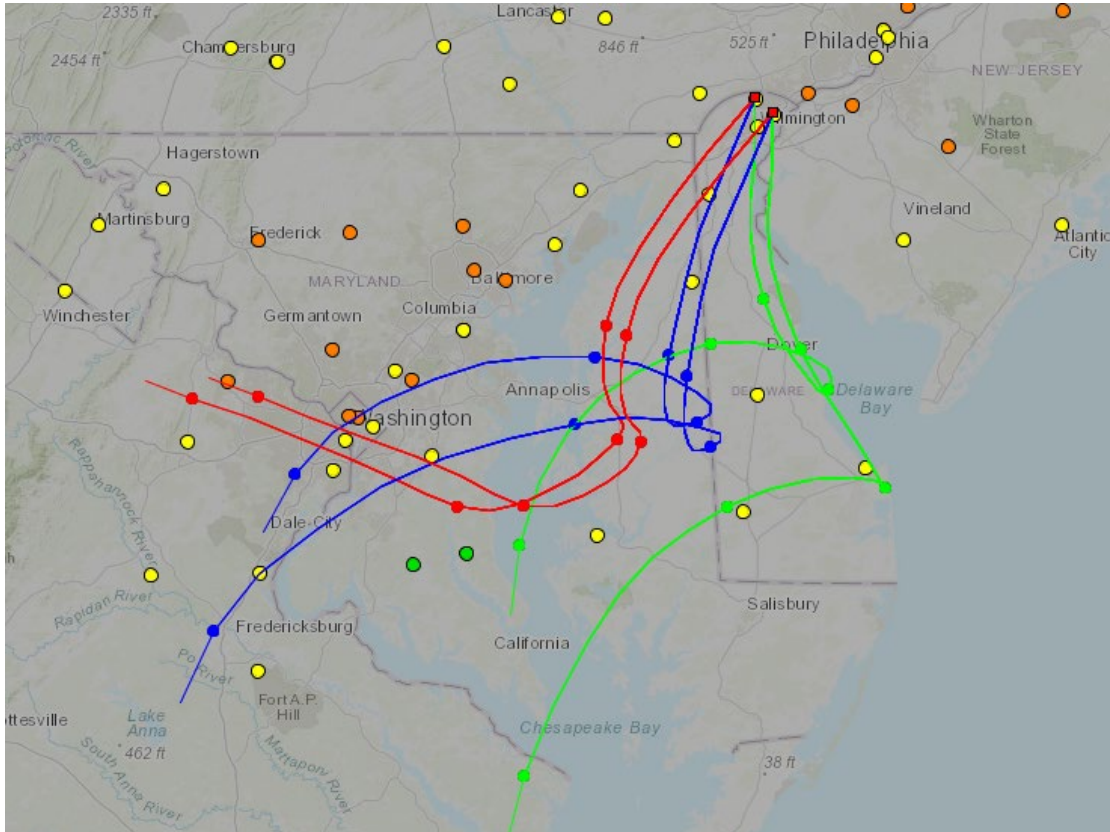 2335 ft
Lancaster
Chambersburg
846 ft
525 ft
Philadelphia
2454 ft
NEW JERSEY
Wilmington
Wharton
State
Forest
Potomac River
Hagerstown
Martinsburg
Frederick
Vineland
Atlantic
City
MARYLAND
Baltimore
Columbia
Winchester
Germantown
Dover
Annapolis
DELAWARE
Delaware
Bay
Washington
Rappahannock River
Dale-City
Rapidan River
Salisbury
Fredericksburg
California
Po River
Fort A.P.
Hill
ttesville
Lake
Anna
Chesapeake Bay
462 ft
Mattaponi River
South Anna River
38 ft